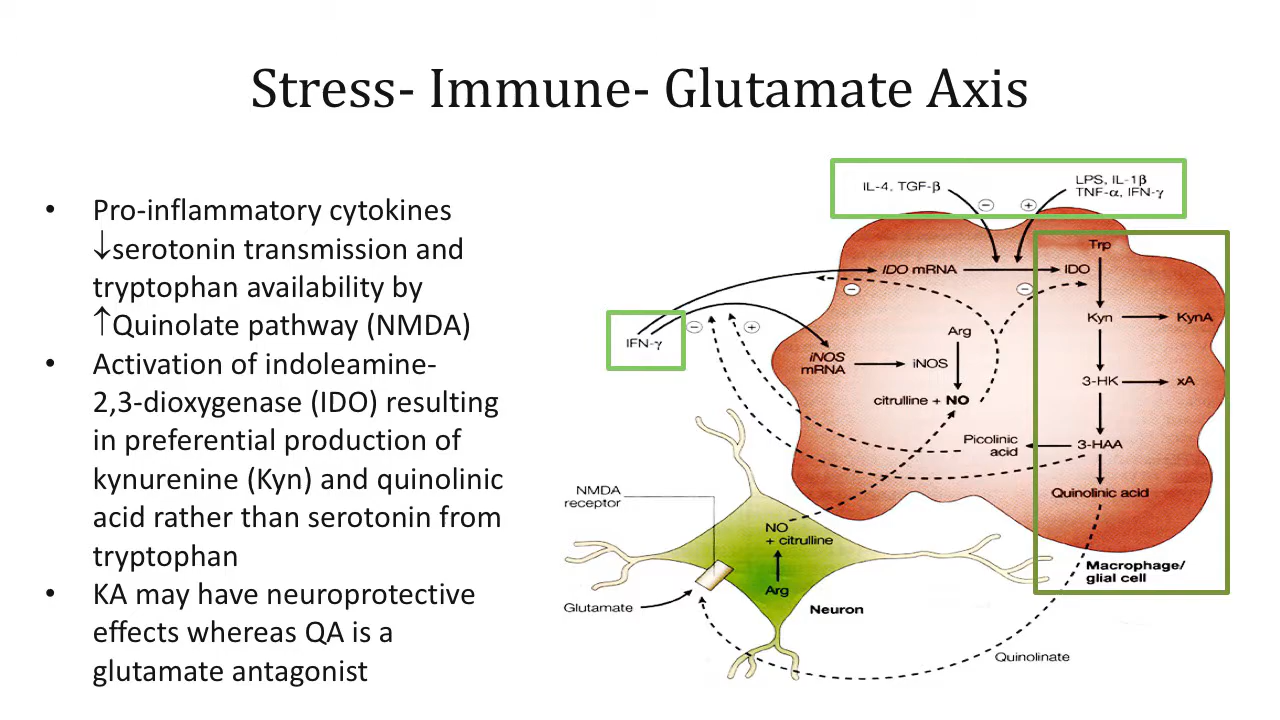 Stress- Immune- Glutamate Axis
• Pro-inflammatory cytokines
↓serotonin transmission and
tryptophan availability by
↑Quinolate pathway (NMDA)
• Activation of indoleamine-
2,3-dioxygenase (IDO) resulting
in preferential production of
kynurenine (Kyn) and quinolinic
acid rather than serotonin from
tryptophan
• KA may have neuroprotective
effects whereas QA is a
glutamate antagonist
IL-4, TGF-β
LPS, IL-1β
TNF-α, IFN-γ
−
+
Trp
IDO mRNA
IDO
−
−
Kyn
KynA
IFN-γ
−
+
Arg
iNOS
mRNA
iNOS
3-HK
xA
citrulline + NO
Picolinic
acid
3-HAA
Quinolinic acid
NMDA
receptor
NO
+ citrulline
Arg
Macrophage/
glial cell
Glutamate
Neuron
Quinolinate